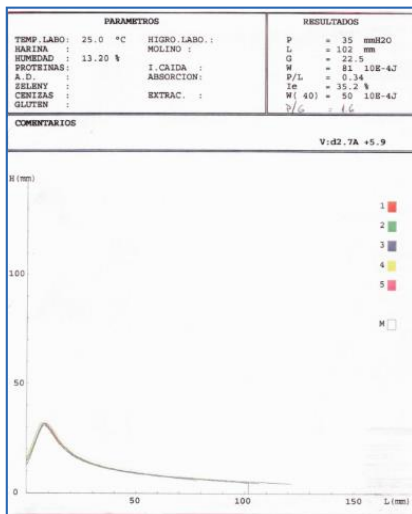 PARAMETROS
TEMP.LABO: 25.0 °C HIGRO.LABO.:
HARINA : MOLINO :
HUMEDAD : 13.20 %
PROTEINAS: I.CAIDA :
A.D. : ABSORCION:
ZELENY :
CENIZAS : EXTRAC. :
GLUTEN :
RESULTADOS
P = 35 mmH2O
L = 102 mm
G = 22.5
W = 81 10E-4J
P/L = 0.34
Ie = 35.2 %
W( 40) = 50 10E-4J
P/G = 1.6
COMENTARIOS
V:d2.7A +5.9
H(mm)
1
2
3
4
5
M
100
50
0
50
100
150
L(mm)